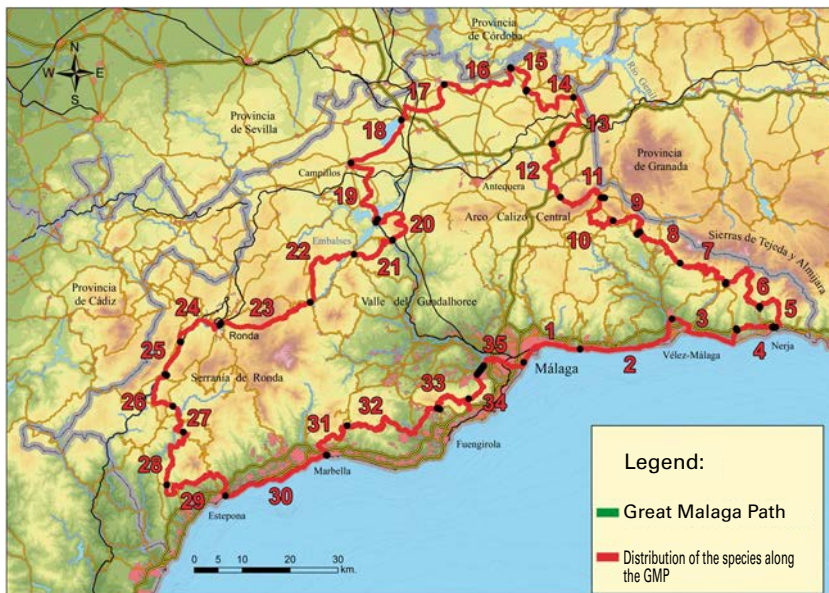 Provincia
de Córdoba
N
W E
S
Provincia
de Sevilla
Río Genil
15
16
17
14
18
13
Provincia
de Granada
12
Campillos
Antequera
11
9
19
Arco Calizo Central
10
20
Sierras de Tejeda y Almijara
8
22
Embalses
21
7
Provincia
de Cádiz
6
24
23
Valle del Guadalhorce
5
Ronda
3
25
35
1
Vélez-Málaga
4
Nerja
2
Málaga
Serranía de Ronda
26
33
34
27
31
32
Fuengirola
28
Marbella
29
30
Estepona
0 5 10 20 30
km.
Legend:
Great Malaga Path
Distribution of the species along
the GMP